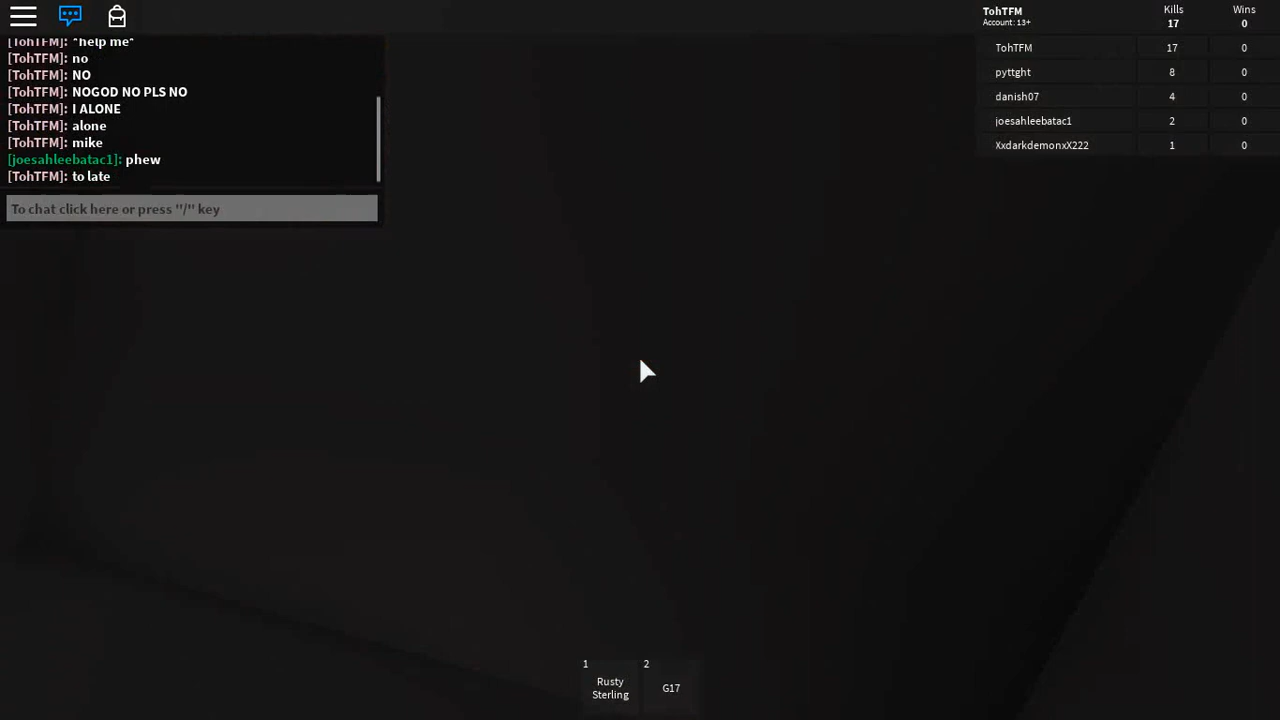 [TohTFM]: "help me"
[TohTFM]: no
[TohTFM]: NO
[TohTFM]: NOGOD NO PLS NO
[TohTFM]: I ALONE
[TohTFM]: alone
[TohTFM]: mike
[joesahleebatac1]: phew
[TohTFM]: to late
To chat click here or press "/" key
TohTFM Kills Wins
Account: 13+ 17 0
TohTFM 17 0
pyttght 8 0
danish07 4 0
joesahleebatac1 2 0
XxdarkdemonxX222 1 0
1 2
Rusty Sterling
G17